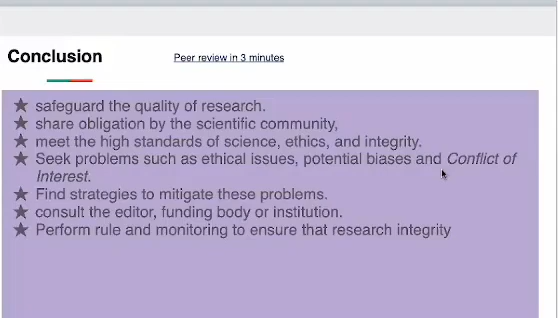 Conclusion
Peer review in 3 minutes
★ safeguard the quality of research.
★ share obligation by the scientific community,
★ meet the high standards of science, ethics, and integrity.
★ Seek problems such as ethical issues, potential biases and Conflict of
Interest.
★ Find strategies to mitigate these problems.
★ consult the editor, funding body or institution.
★ Perform rule and monitoring to ensure that research integrity